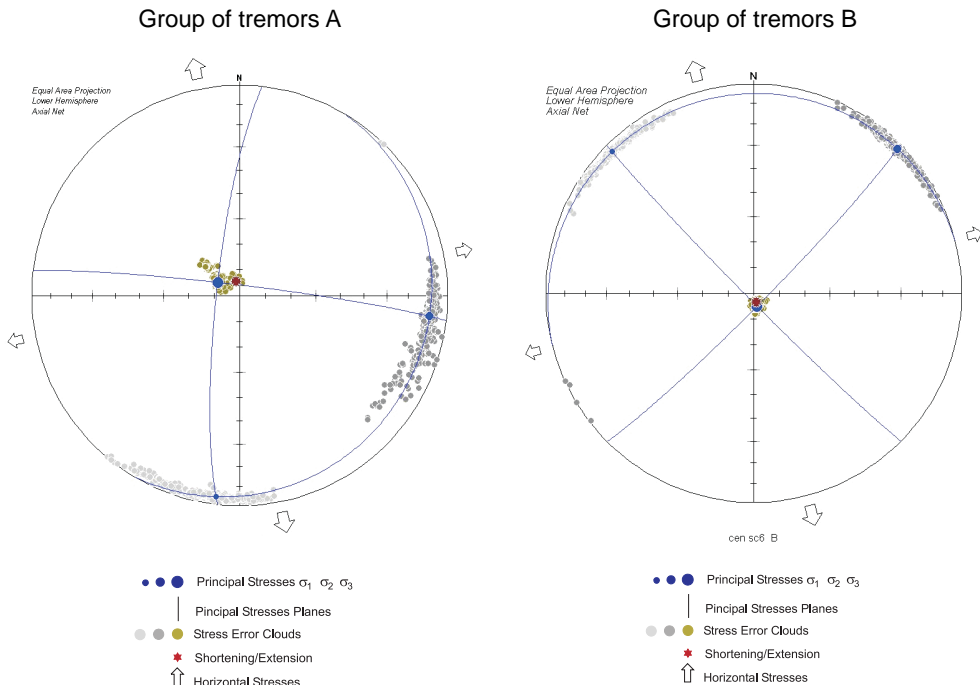 Group of tremors A
Group of tremors B
Equal Area Projection
Lower Hemisphere
Axial Net
N
Equal Area Projection
Lower Hemisphere
Axial Net
N
cen sc6 B
Principal Stresses σ1 σ2 σ3
Pincipal Stresses Planes
Stress Error Clouds
Shortening/Extension
Horizontal Stresses
Principal Stresses σ1 σ2 σ3
Pincipal Stresses Planes
Stress Error Clouds
Shortening/Extension
Horizontal Stresses